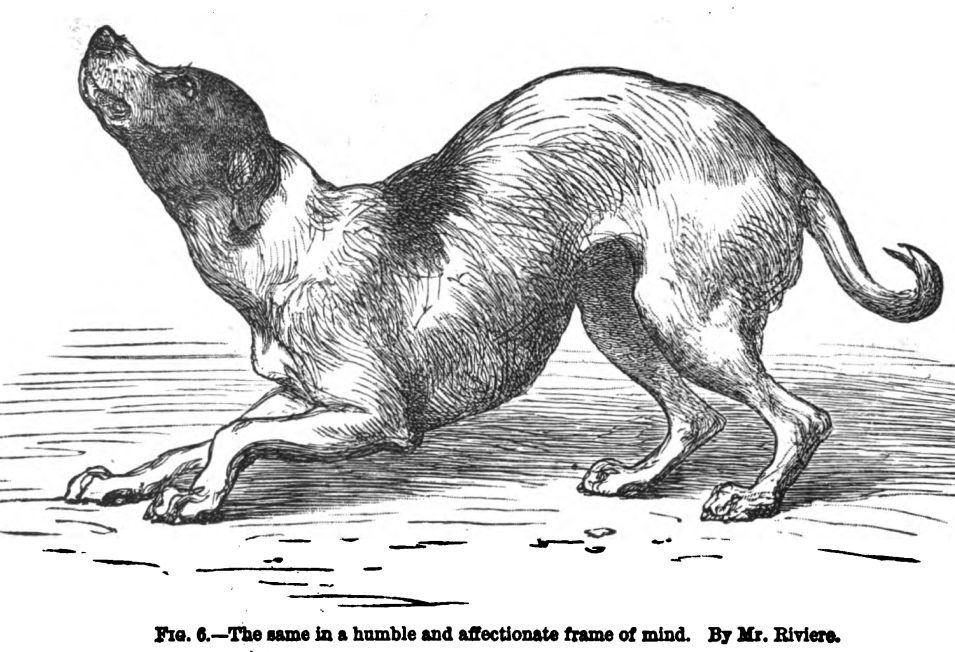 Fig. 6.—The same in a humble and affectionate frame of mind. By Mr. Riviere.